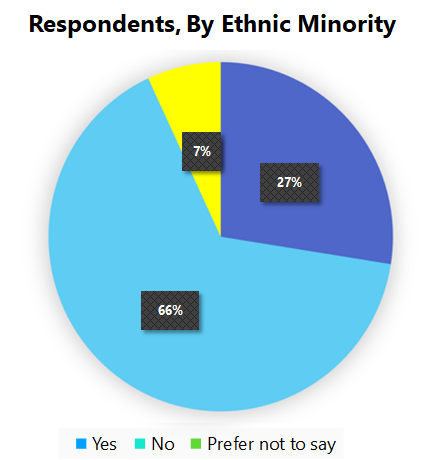 Respondents, By Ethnic Minority
7%
27%
66%
Yes No Prefer not to say